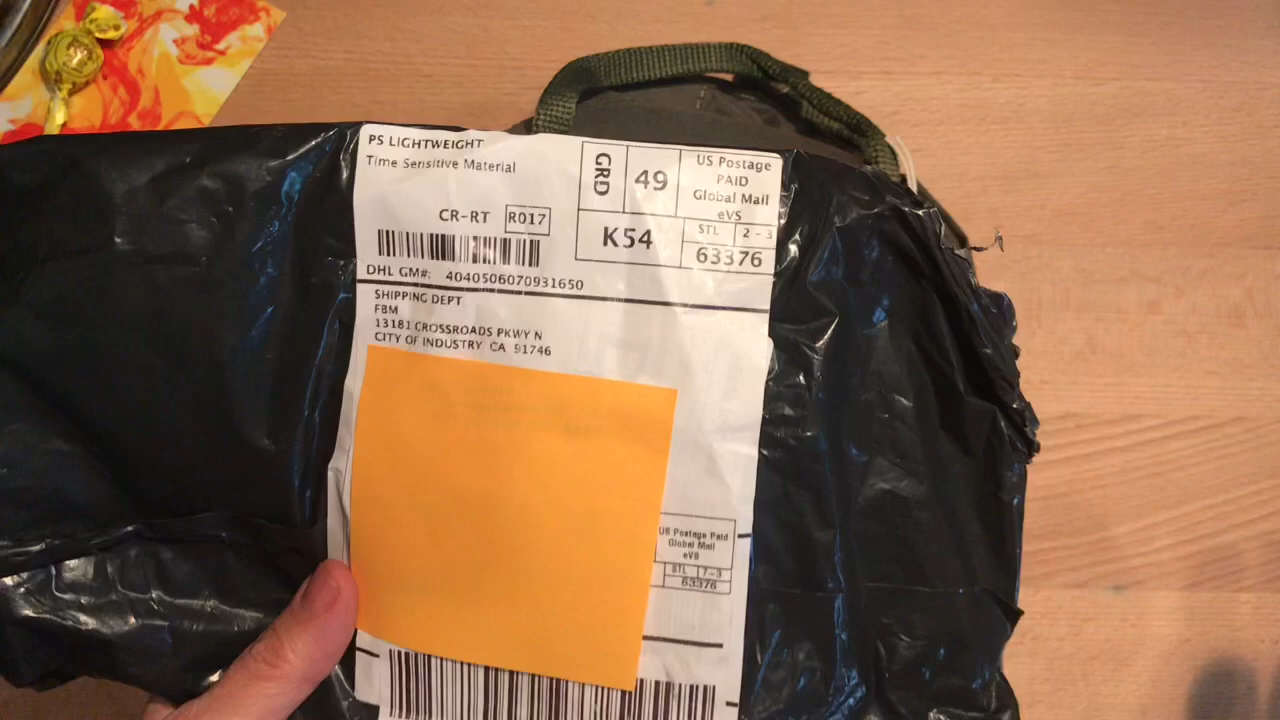 PS LIGHTWEIGHT
Time Sensitive Material
GRD
49
US Postage
PAID
Global Mail
eVS
CR-RT R017
K54
STL 2 - 3
63376
DHL GM#: 4040506070931650
SHIPPING DEPT
FBM
13181 CROSSROADS PKWY N
CITY OF INDUSTRY CA 91746
US Postage Paid
Global Mail
eVS
STL 7-3
63376